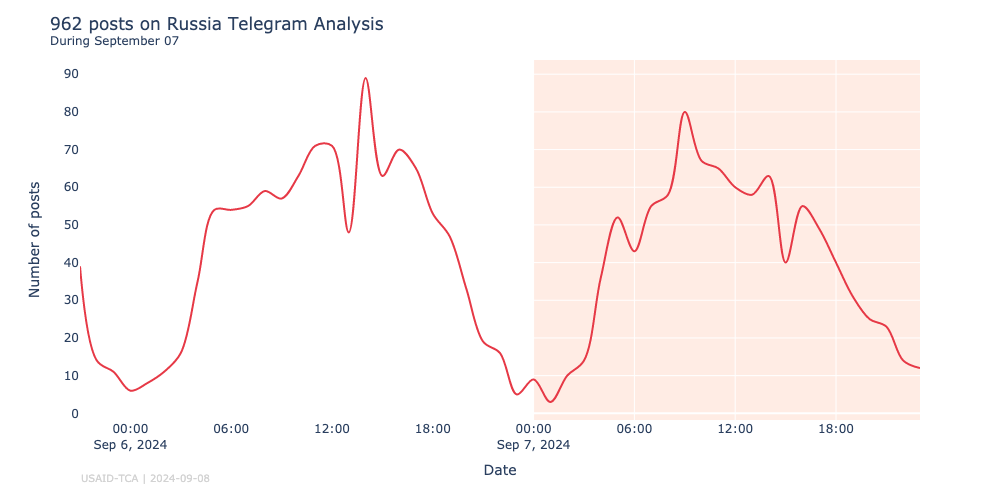 962 posts on Russia Telegram Analysis
During September 07
90
80
70
60
50
40
30
20
10
0
Number of posts
00:00 06:00 12:00 18:00 00:00 06:00 12:00 18:00
Sep 6, 2024 Sep 7, 2024
Date
USAID-TCA | 2024-09-08